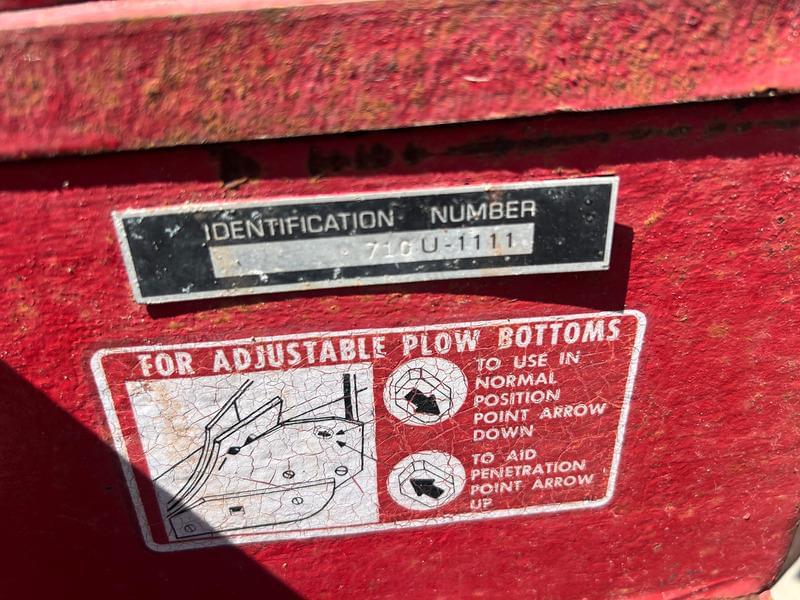 IDENTIFICATION NUMBER
710U-1111
FOR ADJUSTABLE PLOW BOTTOMS
TO USE IN
NORMAL
POSITION
POINT ARROW
DOWN
TO AID
PENETRATION
POINT ARROW
UP